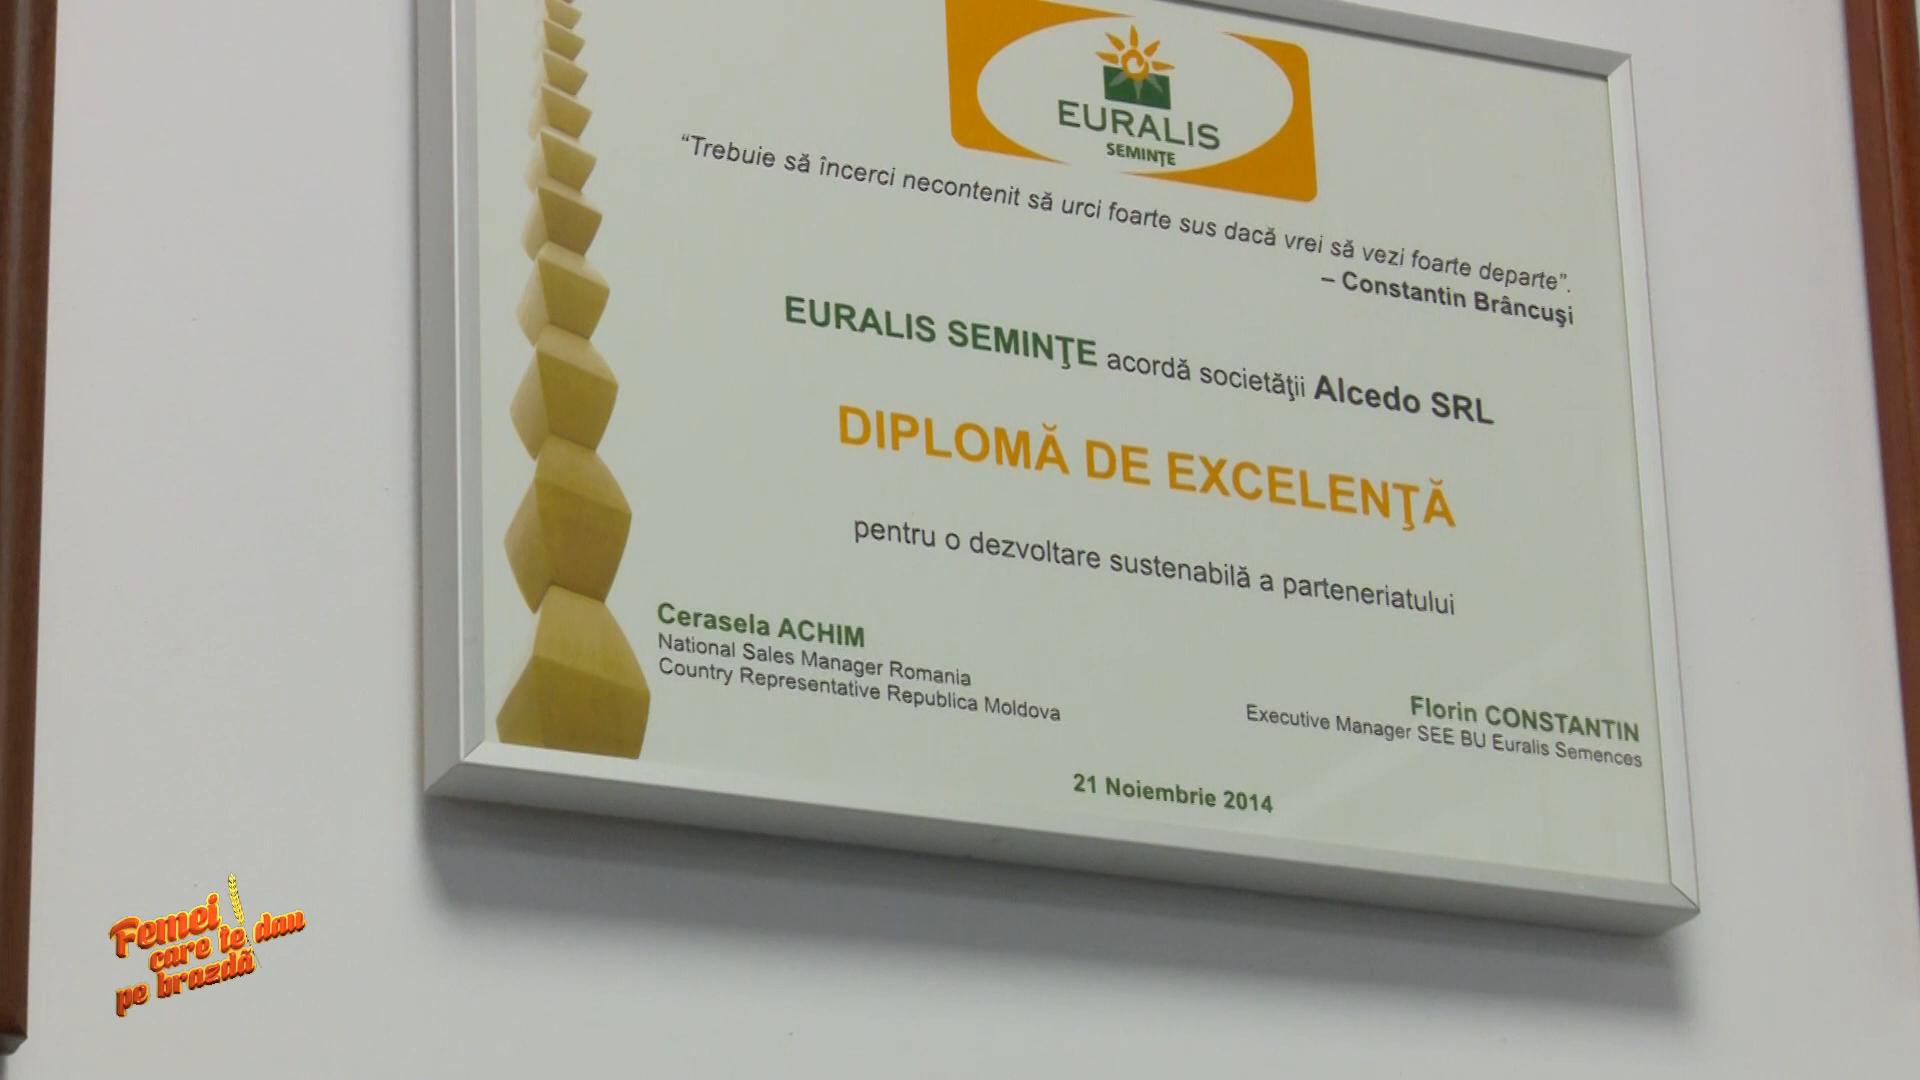 EURALIS
SEMINŢE
“Trebuie să încerci necontenit să urci foarte sus dacă vrei să vezi foarte departe”.
– Constantin Brâncuşi
EURALIS SEMINŢE acordă societăţii Alcedo SRL
DIPLOMĂ DE EXCELENŢĂ
pentru o dezvoltare sustenabilă a parteneriatului
Cerasela ACHIM
National Sales Manager Romania
Country Representative Republica Moldova
Florin CONSTANTIN
Executive Manager SEE BU Euralis Semences
21 Noiembrie 2014
Femei
care te dau
pe brazdă